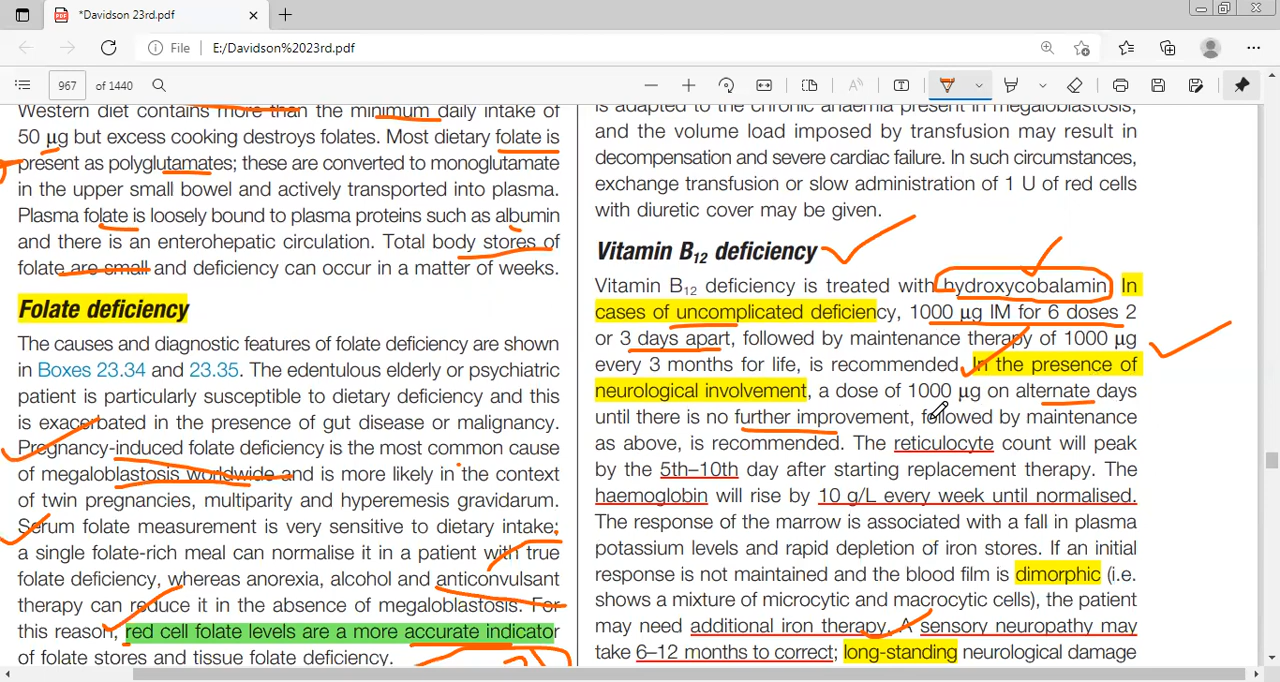 *Davidson 23rd.pdf
File
E:/Davidson%2023rd.pdf
967
of 1440
Western diet contains more than the minimum daily intake of
50 µg but excess cooking destroys folates. Most dietary folate is
present as polyglutamates; these are converted to monoglutamate
in the upper small bowel and actively transported into plasma.
Plasma folate is loosely bound to plasma proteins such as albumin
and there is an enterohepatic circulation. Total body stores of
folate are small and deficiency can occur in a matter of weeks.
Folate deficiency
The causes and diagnostic features of folate deficiency are shown
in Boxes 23.34 and 23.35. The edentulous elderly or psychiatric
patient is particularly susceptible to dietary deficiency and this
is exacerbated in the presence of gut disease or malignancy.
Pregnancy-induced folate deficiency is the most common cause
of megaloblastosis worldwide and is more likely in the context
of twin pregnancies, multiparity and hyperemesis gravidarum.
Serum folate measurement is very sensitive to dietary intake;
a single folate-rich meal can normalise it in a patient with true
folate deficiency, whereas anorexia, alcohol and anticonvulsant
therapy can reduce it in the absence of megaloblastosis. For
this reason, red cell folate levels are a more accurate indicator
of folate stores and tissue folate deficiency.
is adapted to the chronic anaemia present in megaloblastosis,
and the volume load imposed by transfusion may result in
decompensation and severe cardiac failure. In such circumstances,
exchange transfusion or slow administration of 1 U of red cells
with diuretic cover may be given.
Vitamin B12 deficiency
Vitamin B12 deficiency is treated with hydroxycobalamin. In
cases of uncomplicated deficiency, 1000 µg IM for 6 doses 2
or 3 days apart, followed by maintenance therapy of 1000 µg
every 3 months for life, is recommended. In the presence of
neurological involvement, a dose of 1000 µg on alternate days
until there is no further improvement, followed by maintenance
as above, is recommended. The reticulocyte count will peak
by the 5th–10th day after starting replacement therapy. The
haemoglobin will rise by 10 g/L every week until normalised.
The response of the marrow is associated with a fall in plasma
potassium levels and rapid depletion of iron stores. If an initial
response is not maintained and the blood film is dimorphic (i.e.
shows a mixture of microcytic and macrocytic cells), the patient
may need additional iron therapy. A sensory neuropathy may
take 6–12 months to correct; long-standing neurological damage